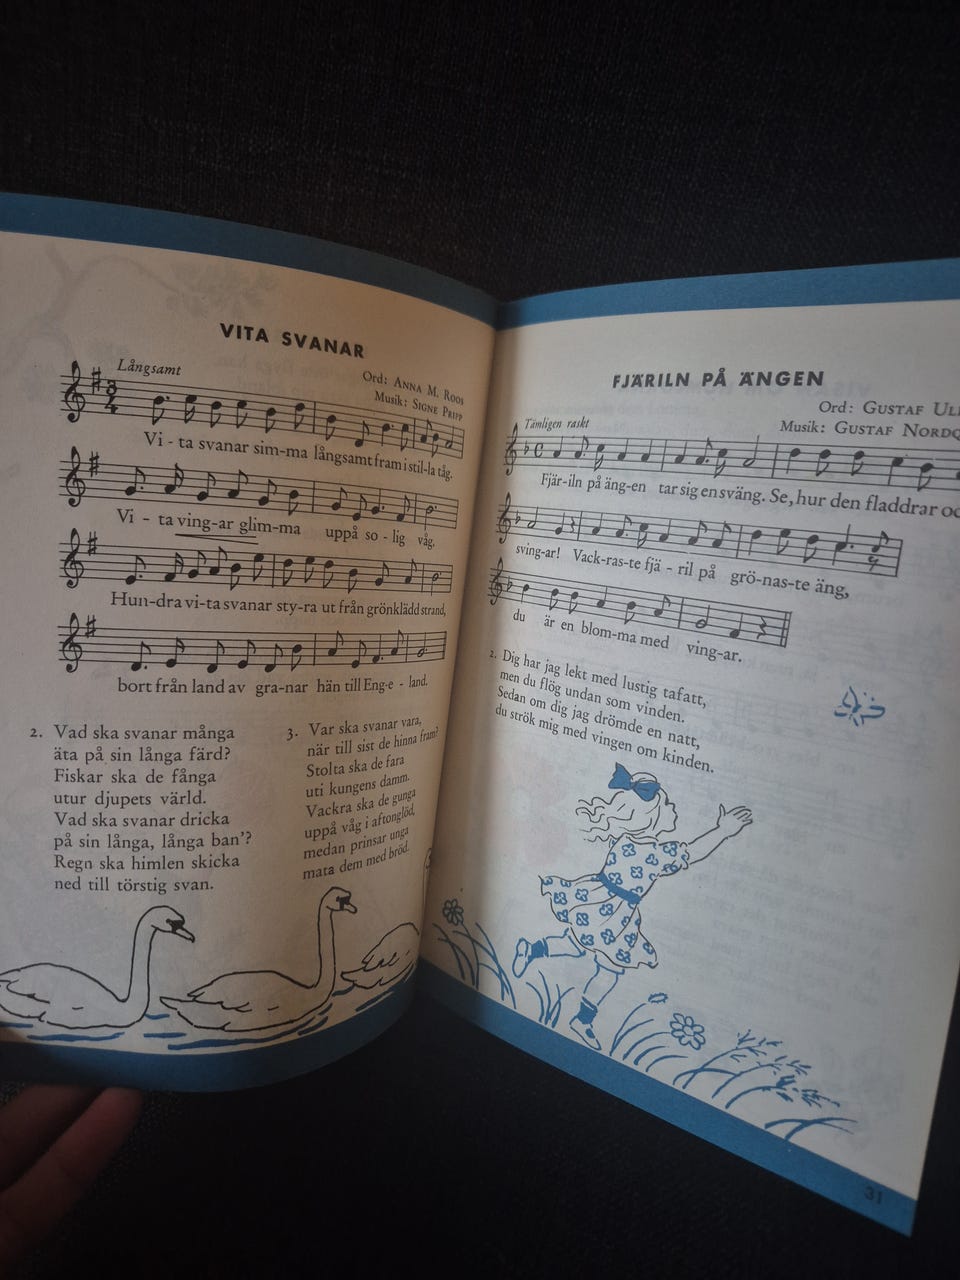 VITA SVANAR
Långsamt
Ord: ANNA M. ROOS
Musik: SIGNE PRIPP
3
4
Vi - ta svanar sim-ma långsamt fram i stil-la tåg.
Vi - ta ving-ar glim-ma uppå so - lig våg.
Hun-dra vi-ta svanar sty-ra ut från grönklädd strand,
bort från land av gra-nar hän till Eng-e - land.
2. Vad ska svanar många
äta på sin långa färd?
Fiskar ska de fånga
utur djupets värld.
Vad ska svanar dricka
på sin långa, långa ban'?
Regn ska himlen skicka
ned till törstig svan.
3. Var ska svanar vara,
när till sist de hinna fram?
Stolta ska de fara
uti kungens damm.
Vackra ska de gunga
uppå våg i aftonglöd,
medan prinsar unga
mata dem med bröd.
FJÄRILN PÅ ÄNGEN
Tämligen raskt
Ord: GUSTAF
Musik: GUSTAF
Fjär-iln på äng-en tar sig en sväng. Se, hur den fladdrar
sving-ar! Vack-ras-te fjä - ril på grö-nas-te äng,
du är en blom-ma med ving-ar.
2. Dig har jag lekt med lustig tafatt,
men du flög undan som vinden.
Sedan om dig jag drömde en natt,
du strök mig med vingen om kinden.
31